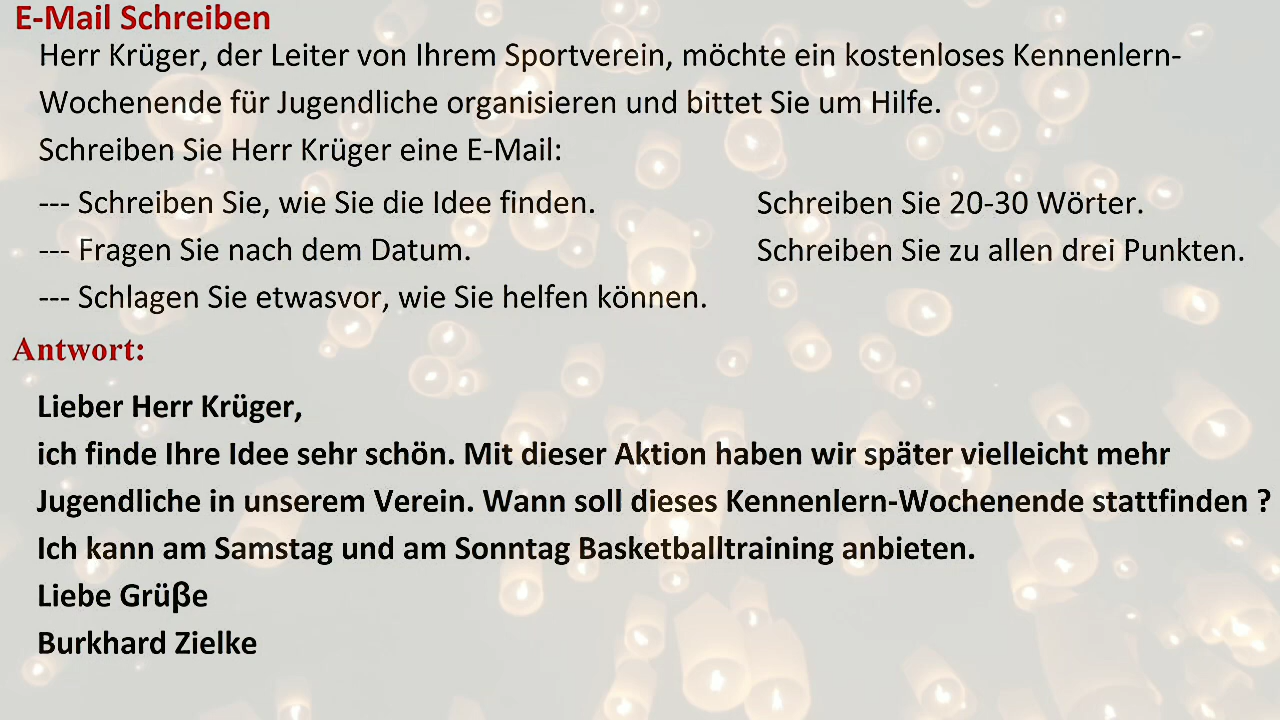 E-Mail Schreiben
Herr Krüger, der Leiter von Ihrem Sportverein, möchte ein kostenloses Kennenlern-
Wochenende für Jugendliche organisieren und bittet Sie um Hilfe.
Schreiben Sie Herr Krüger eine E-Mail:
--- Schreiben Sie, wie Sie die Idee finden.
Schreiben Sie 20-30 Wörter.
--- Fragen Sie nach dem Datum.
Schreiben Sie zu allen drei Punkten.
--- Schlagen Sie etwasvor, wie Sie helfen können.
Antwort:
Lieber Herr Krüger,
ich finde Ihre Idee sehr schön. Mit dieser Aktion haben wir später vielleicht mehr
Jugendliche in unserem Verein. Wann soll dieses Kennenlern-Wochenende stattfinden ?
Ich kann am Samstag und am Sonntag Basketballtraining anbieten.
Liebe Grüβe
Burkhard Zielke